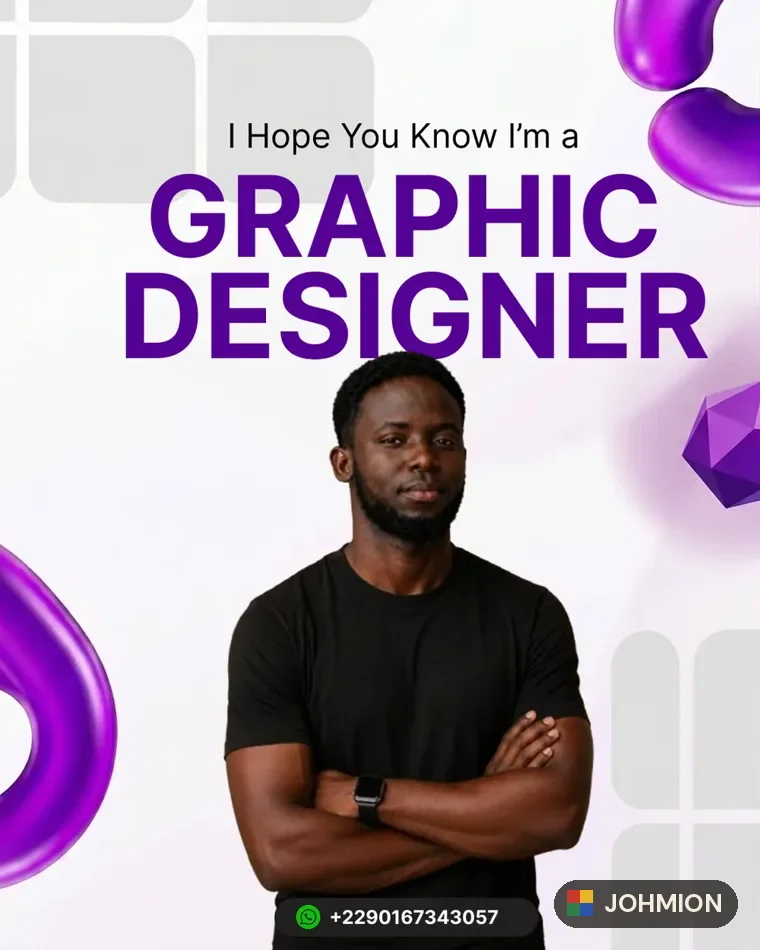 I Hope You Know I’m a
GRAPHIC
DESIGNER
+2290167343057
JOHMION